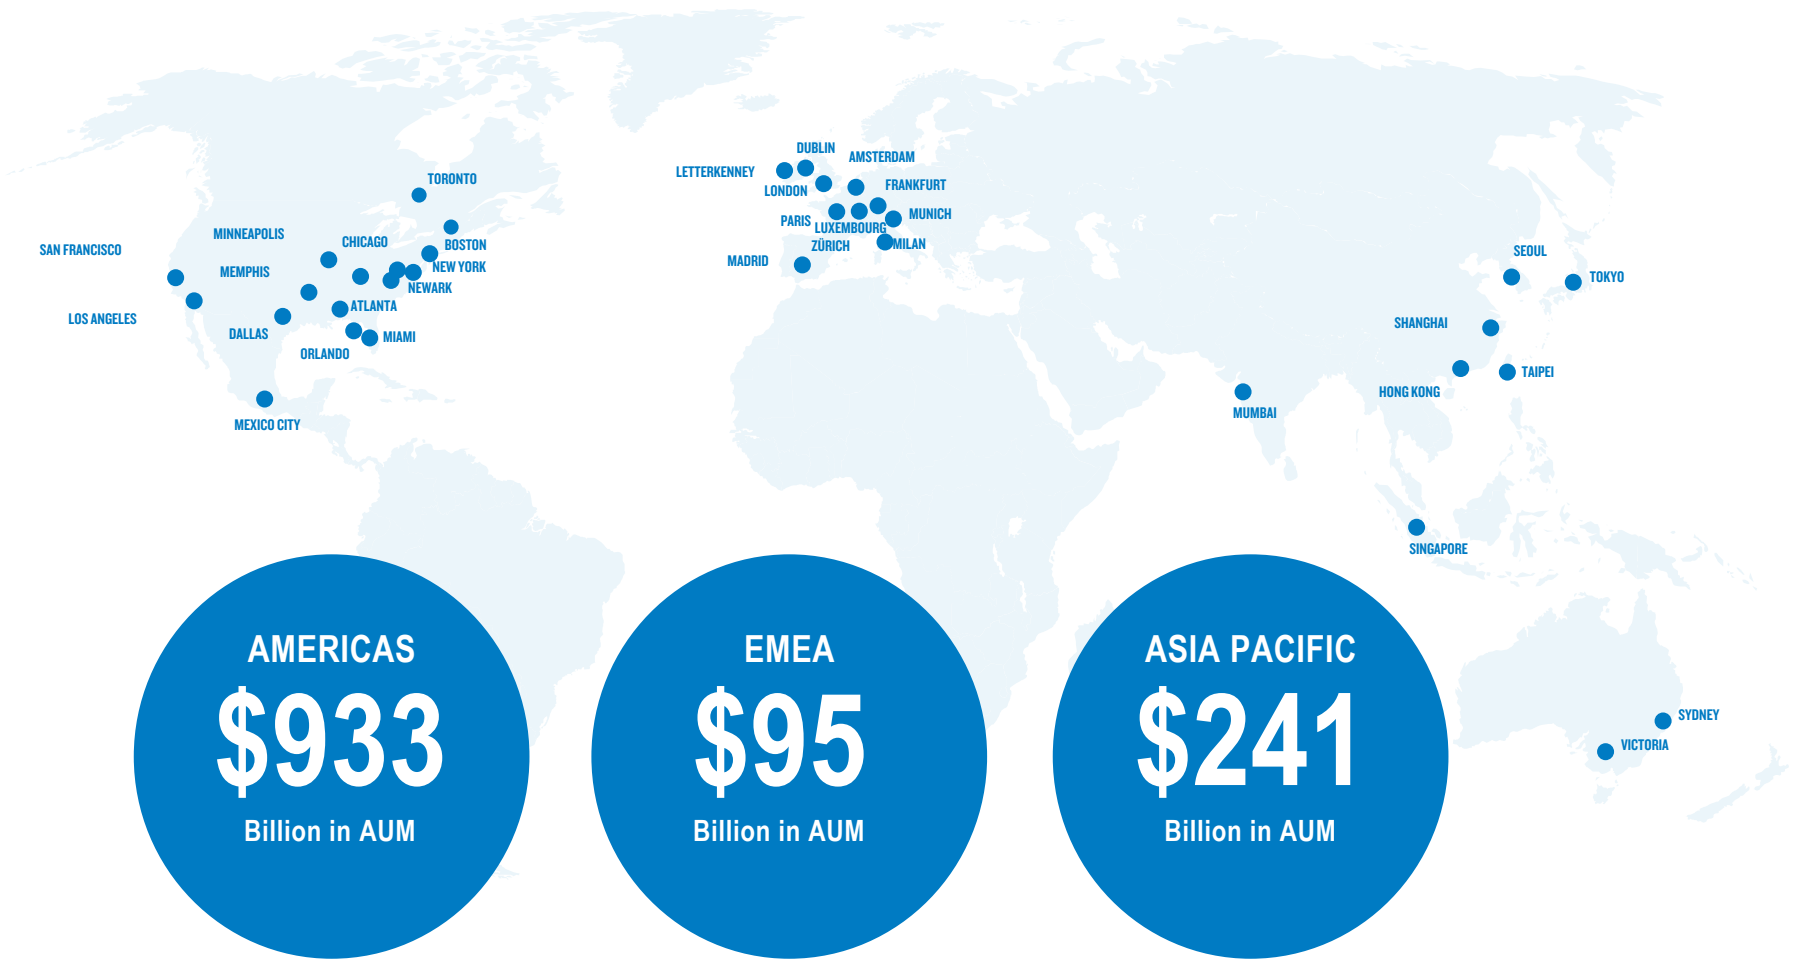 DUBLIN
AMSTERDAM
LETTERKENNEY
TORONTO
LONDON
FRANKFURT
MUNICH
PARIS
LUXEMBOURG
MINNEAPOLIS
CHICAGO
BOSTON
ZÜRICH
MILAN
SAN FRANCISCO
SEOUL
MADRID
NEW YORK
MEMPHIS
TOKYO
NEWARK
ATLANTA
LOS ANGELES
SHANGHAI
DALLAS
MIAMI
ORLANDO
TAIPEI
HONG KONG
MUMBAI
MEXICO CITY
SINGAPORE
AMERICAS
$933
Billion in AUM
EMEA
$95
Billion in AUM
ASIA PACIFIC
$241
Billion in AUM
SYDNEY
VICTORIA